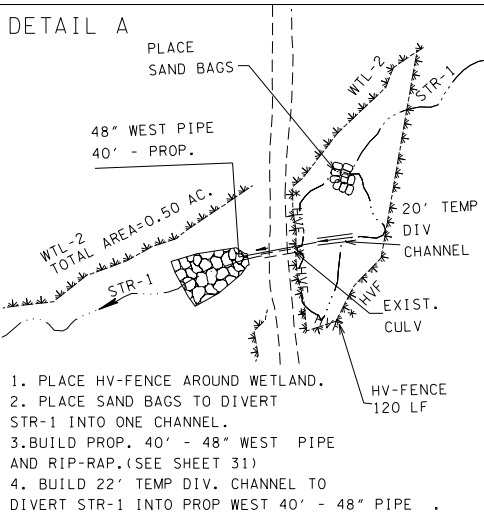 DETAIL A
PLACE
SAND BAGS
WTL-2
STR-1
48" WEST PIPE
40' - PROP.
WTL-2
TOTAL AREA=0.50 AC.
STR-1
HVF
HVF
HVF
20' TEMP
DIV
CHANNEL
EXIST.
CULV
HV-FENCE
120 LF
1. PLACE HV-FENCE AROUND WETLAND.
2. PLACE SAND BAGS TO DIVERT
STR-1 INTO ONE CHANNEL.
3.BUILD PROP. 40' - 48" WEST PIPE
AND RIP-RAP.(SEE SHEET 31)
4. BUILD 22' TEMP DIV. CHANNEL TO
DIVERT STR-1 INTO PROP WEST 40' - 48" PIPE .